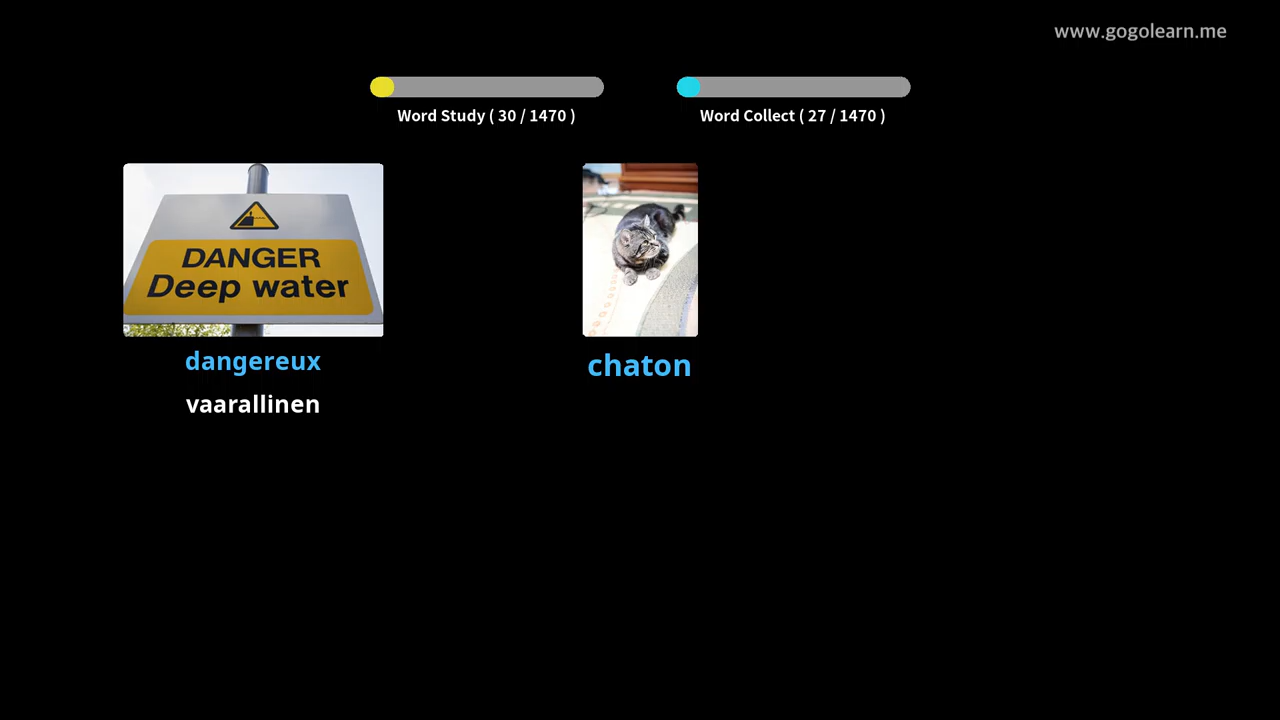 www.gogolearn.me
Word Study ( 30 / 1470 )
Word Collect ( 27 / 1470 )
DANGER
Deep water
dangereux
vaarallinen
chaton